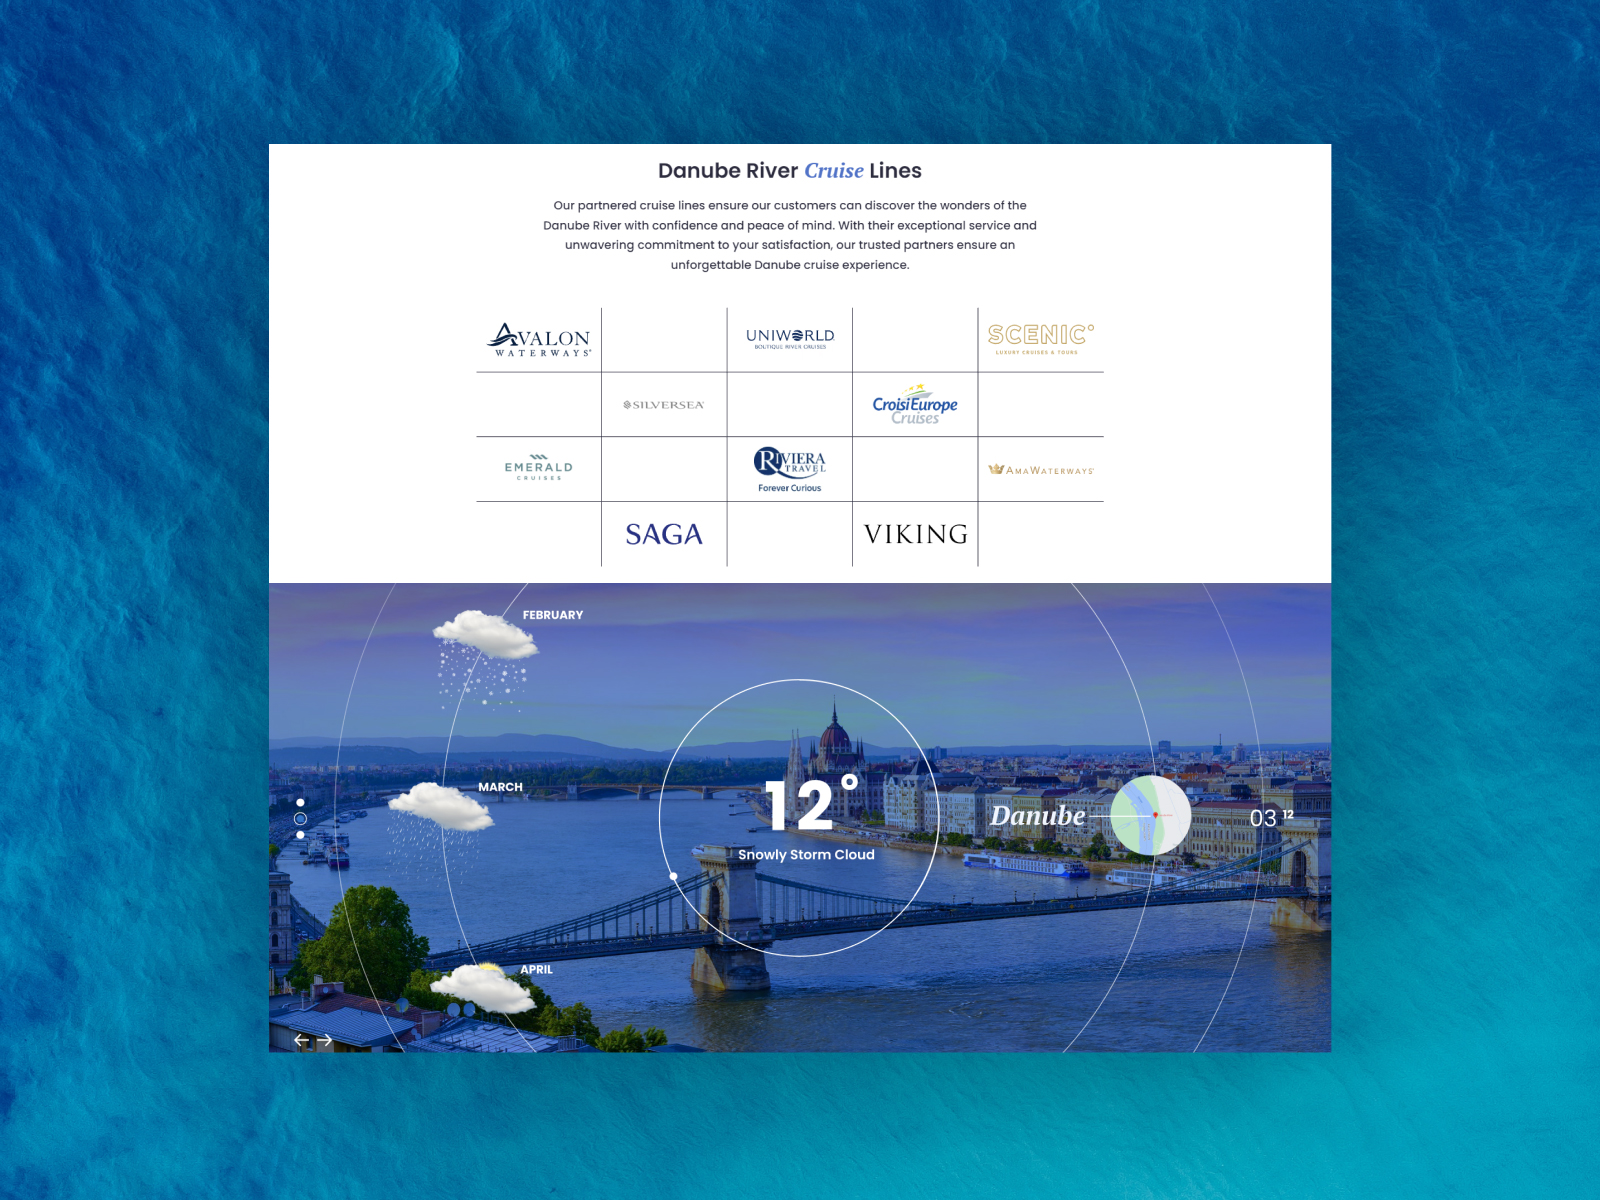 Danube River Cruise Lines
Our partnered cruise lines ensure our customers can discover the wonders of the
Danube River with confidence and peace of mind. With their exceptional service and
unwavering commitment to your satisfaction, our trusted partners ensure an
unforgettable Danube cruise experience.
AVALON
WATERWAYS®
UNIWORLD
BOUTIQUE RIVER CRUISES
SCENIC°
LUXURY CRUISES & TOURS
SILVERSEA®
CroisiEurope
Cruises
EMERALD
CRUISES
RIVIERA
TRAVEL
Forever Curious
AMAWATERWAYS
SAGA
VIKING
FEBRUARY
MARCH
12°
Snowly Storm Cloud
Danube
03 12
APRIL